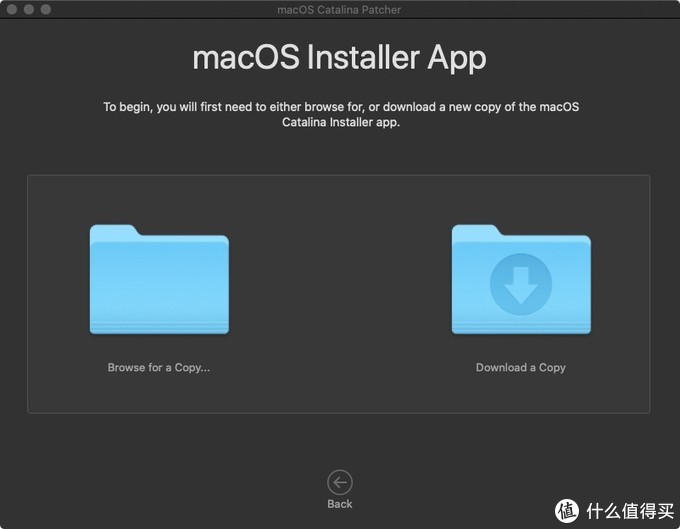 macOS Catalina Patcher
macOS Installer App
To begin, you will first need to either browse for, or download a new copy of the macOS
Catalina Installer app.
Browse for a Copy...
Download a Copy
Back
值 什么值得买